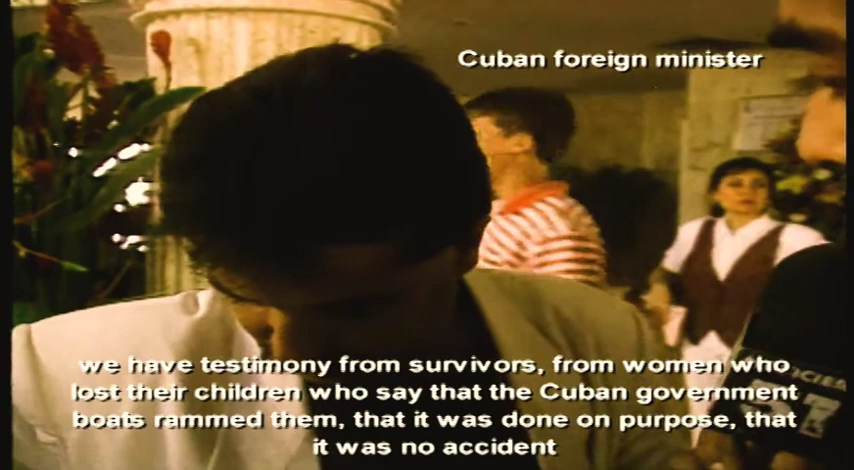 Cuban foreign minister
we have testimony from survivors, from women who
lost their children who say that the Cuban government
boats rammed them, that it was done on purpose, that
it was no accident